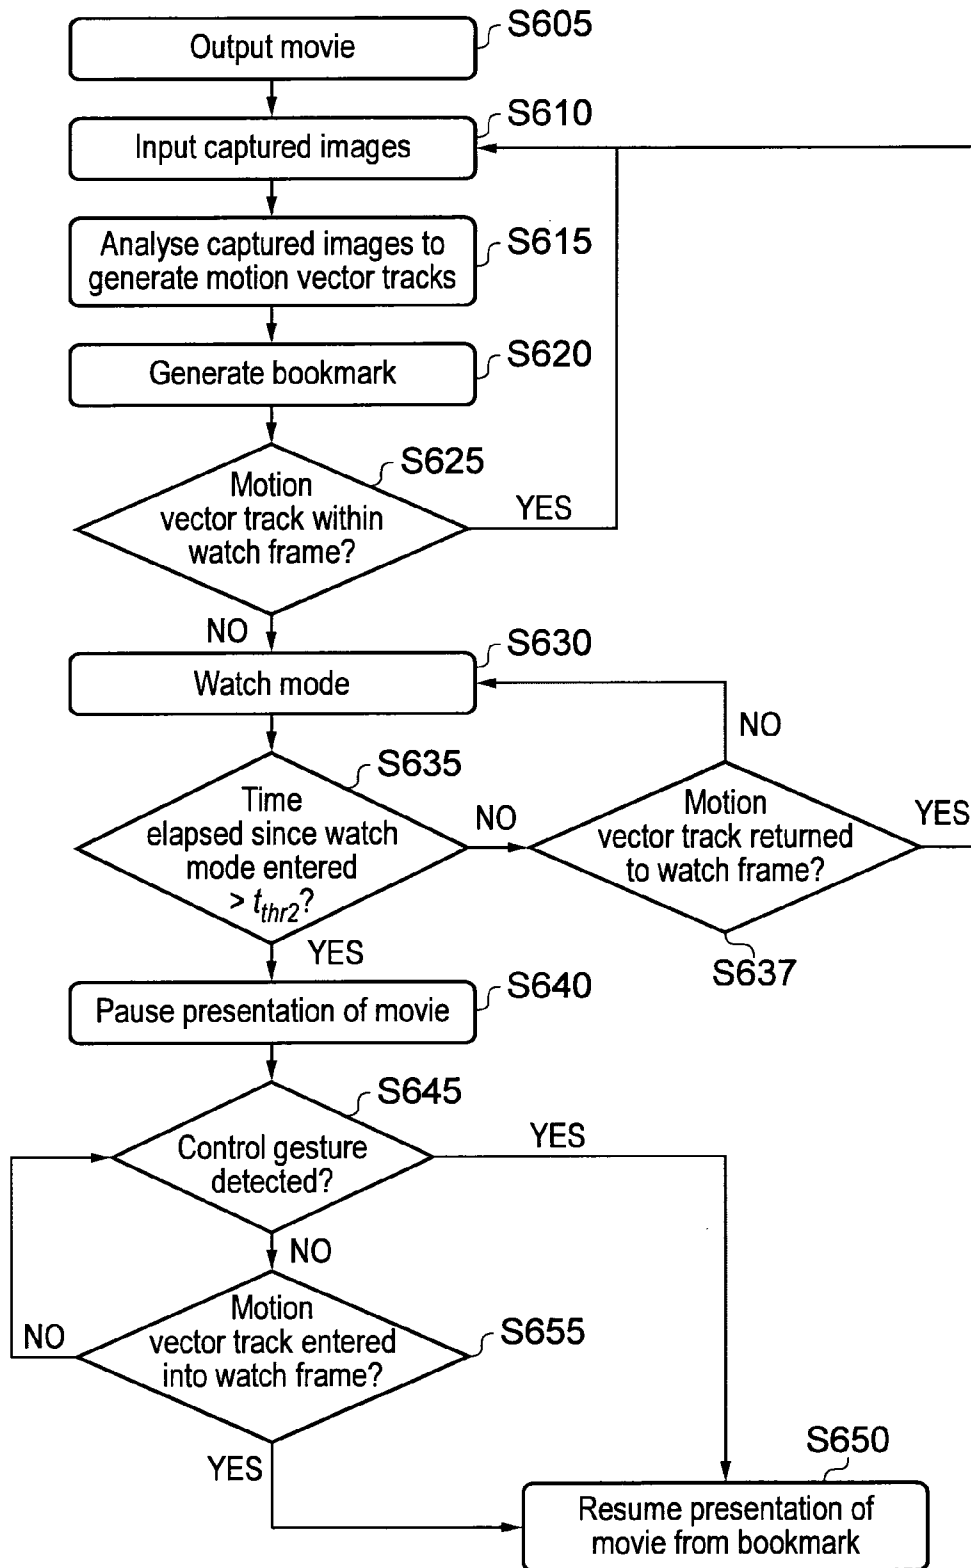 Output movie
S605
Input captured images
S610
Analyse captured images to
generate motion vector tracks
S615
Generate bookmark
S620
Motion
vector track within
watch frame?
S625
YES
NO
Watch mode
S630
Time
elapsed since watch
mode entered
> t_thr2?
S635
NO
Motion
vector track returned
to watch frame?
NO
YES
S637
YES
Pause presentation of movie
S640
Control gesture
detected?
S645
YES
NO
Motion
vector track entered
into watch frame?
S655
NO
YES
S650
Resume presentation of
movie from bookmark